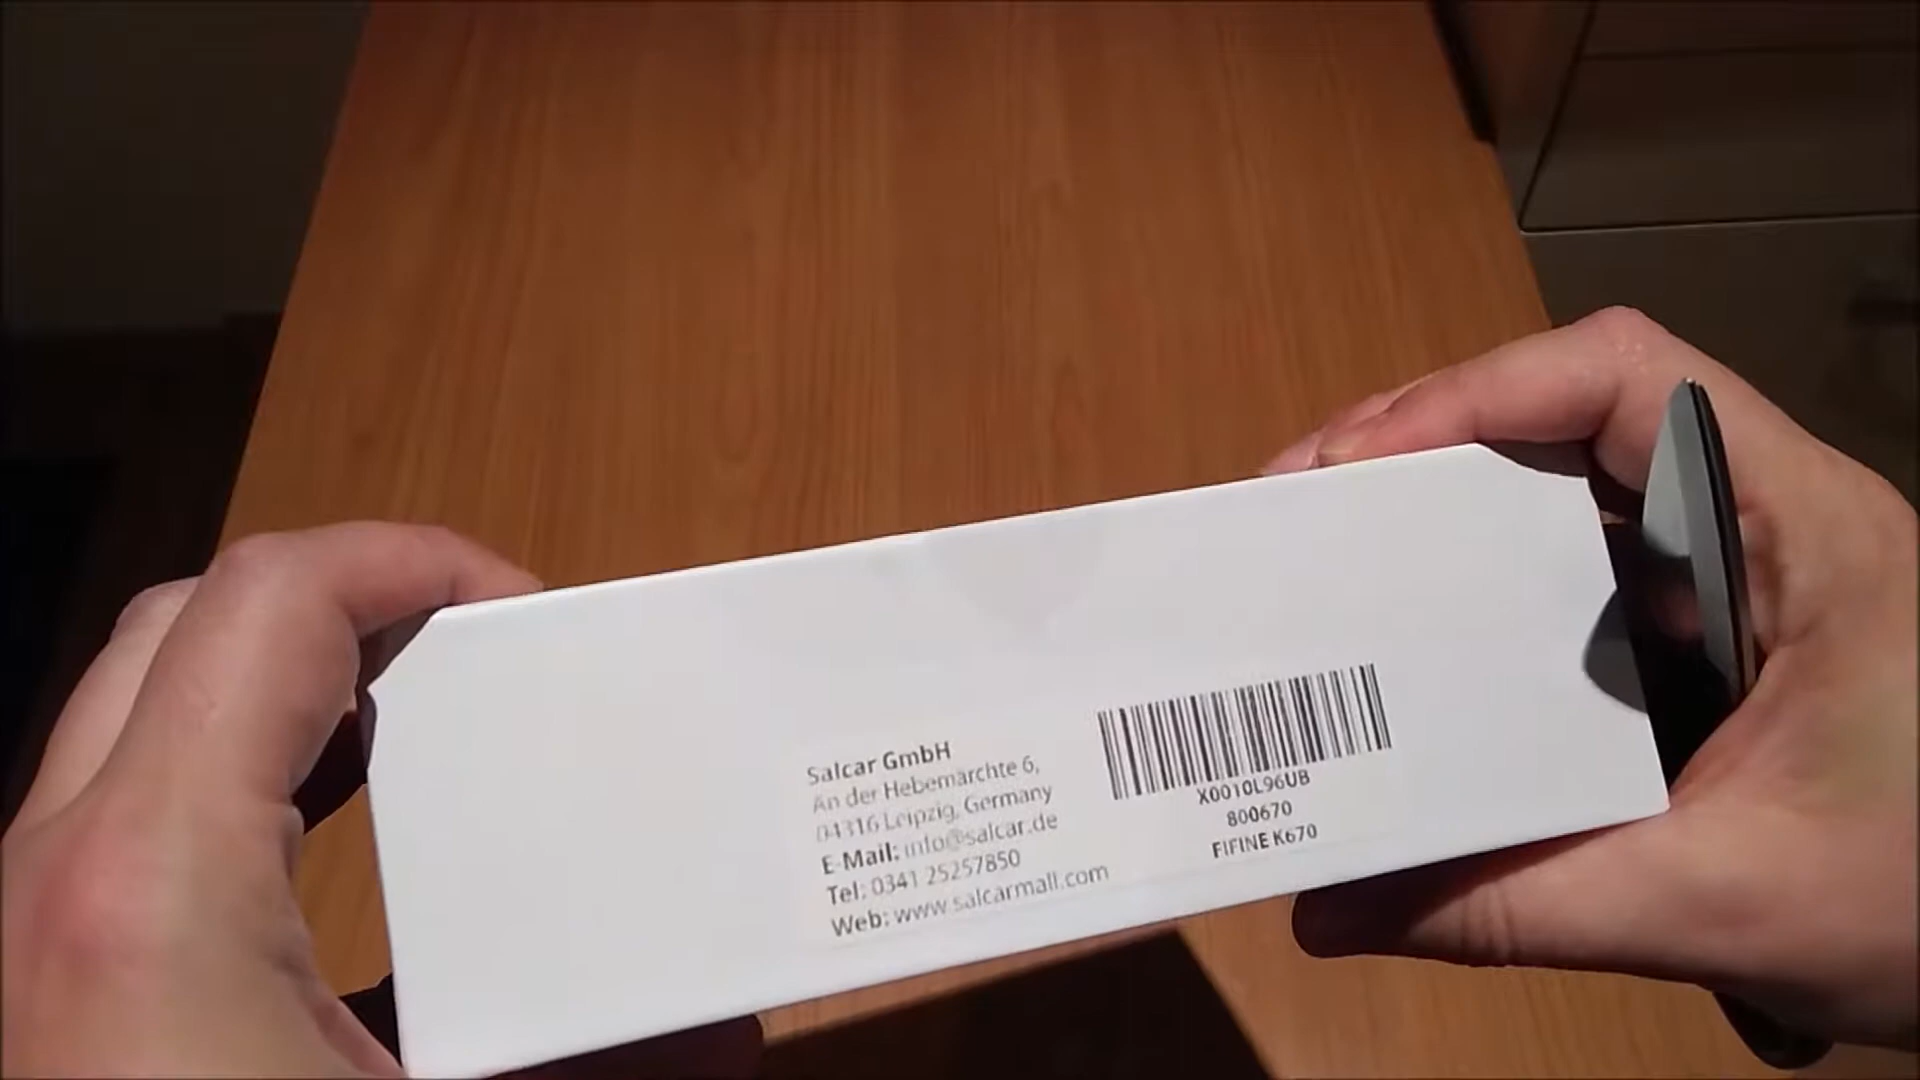 Salcar GmbH
An der Hebemärchte 6,
04316 Leipzig, Germany
E-Mail: info@salcar.de
Tel: 0341 25257850
Web: www.salcarmall.com
X0010L96UB
800670
FIFINE K670